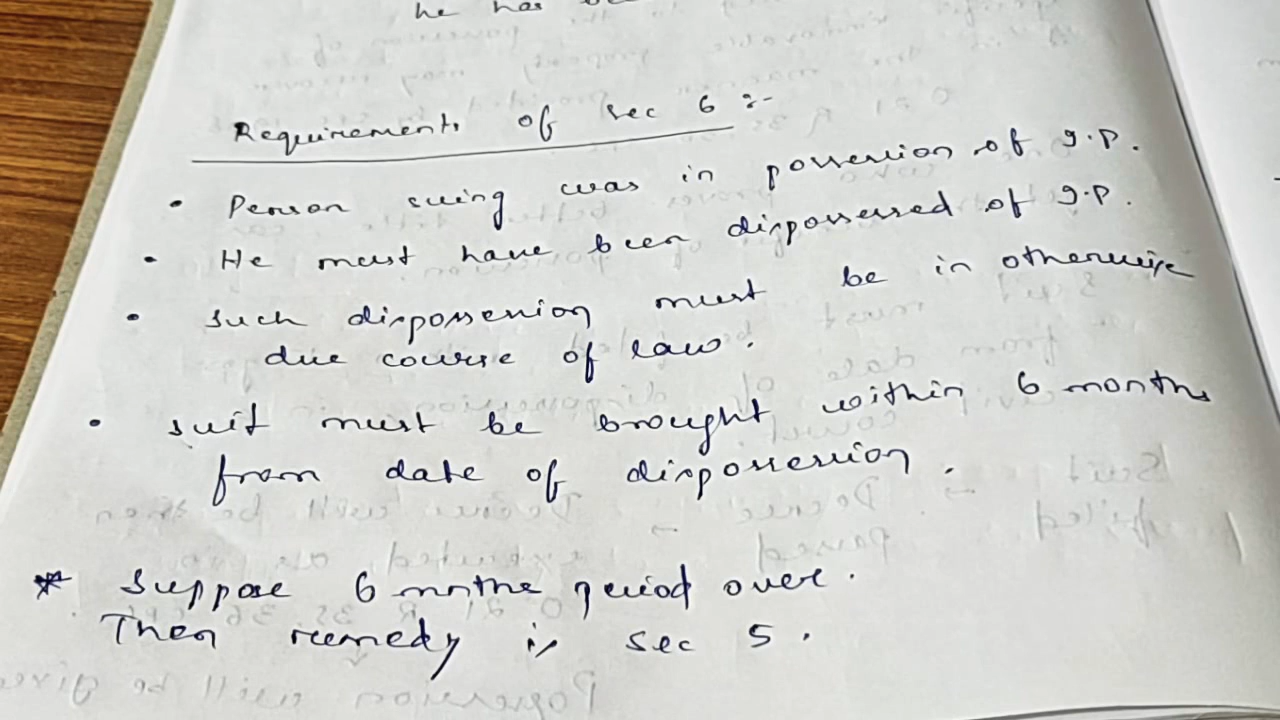 he has
Requirements of sec 6 :-
• Person suing was in possession of I.P.
• He must have been dispossessed of I.P.
• Such dispossession must be in otherwise
due course of law.
• Suit must be brought within 6 months
from date of dispossession.
* Suppose 6 months period over.
Then remedy is sec 5.